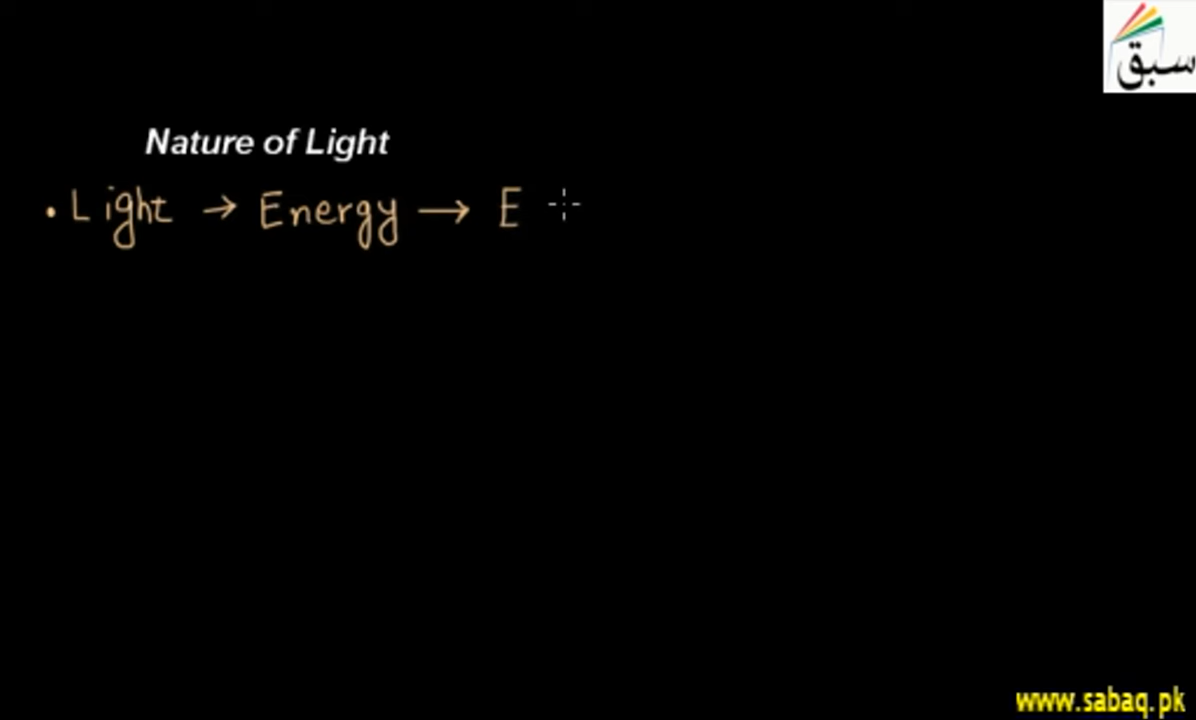 سبق
Nature of Light
. Light → Energy → E
www.sabaq.pk